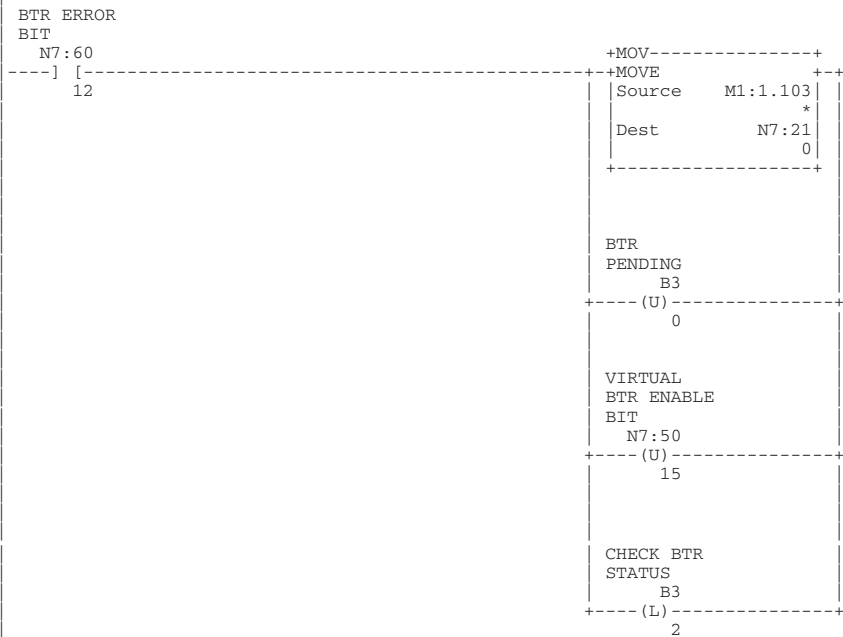 BTR ERROR
BIT
N7:60
+MOV---------------+
----] [----------------------------------------------+-+MOVE +-+
12 |Source M1:1.103|
*|
|Dest N7:21|
0|
+------------------+
BTR
PENDING
B3
+----(U)---------------+
0
VIRTUAL
BTR ENABLE
BIT
N7:50
+----(U)---------------+
15
CHECK BTR
STATUS
B3
+----(L)---------------+
2